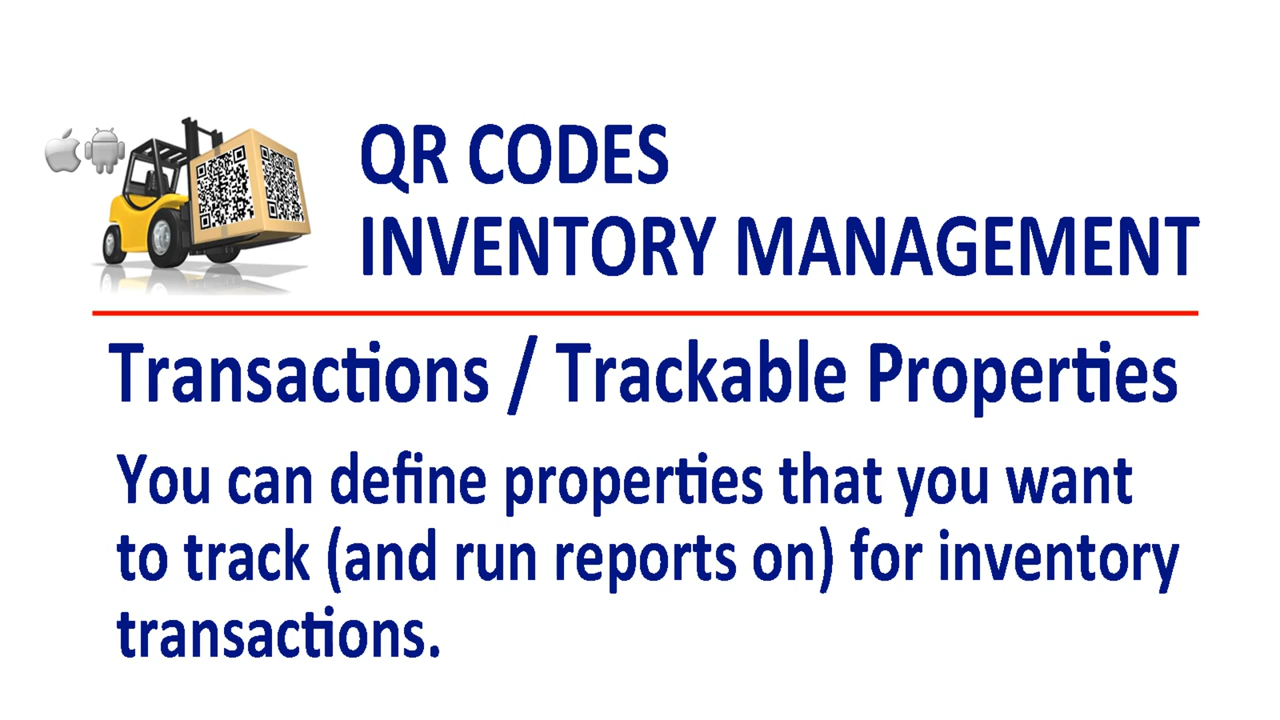 QR CODES
INVENTORY MANAGEMENT
Transactions / Trackable Properties
You can define properties that you want
to track (and run reports on) for inventory
transactions.